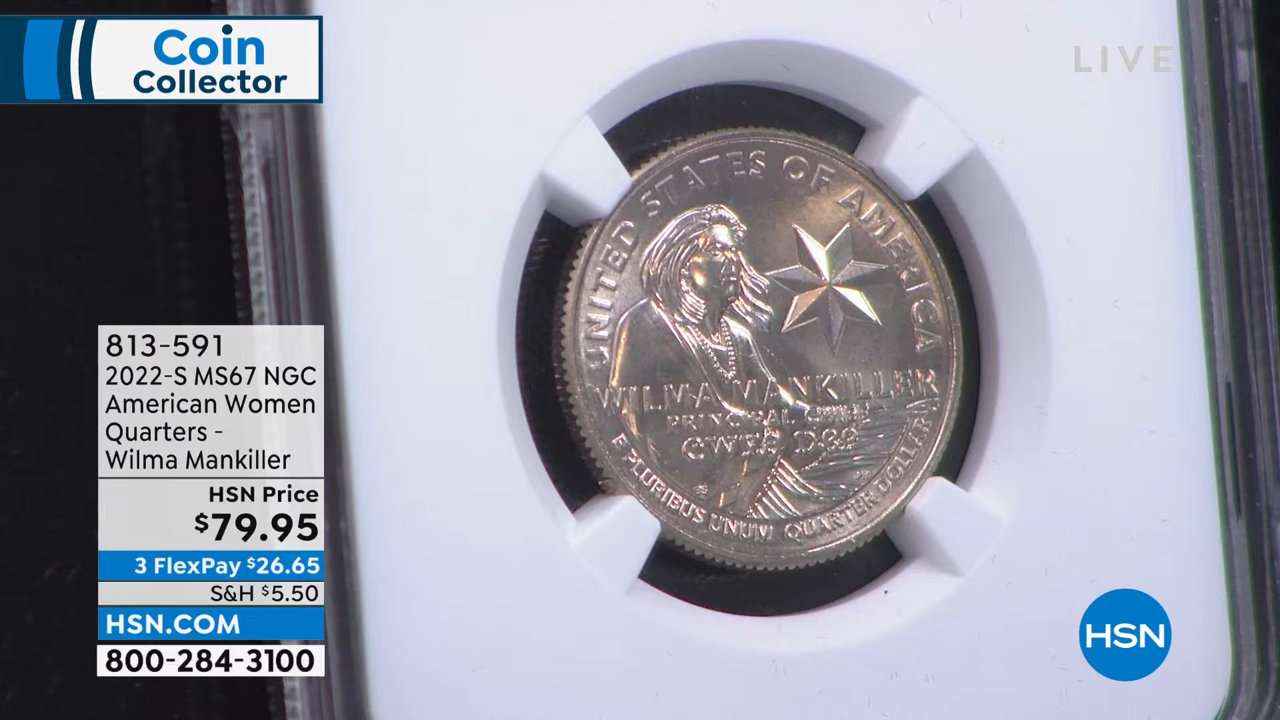 Coin
Collector
LIVE
813-591
2022-S MS67 NGC
American Women
Quarters -
Wilma Mankiller
HSN Price
$79.95
3 FlexPay $26.65
S&H $5.50
HSN.COM
800-284-3100
UNITED STATES OF AMERICA
WILMA MANKILLER
PRINCIPAL CHIEF
ᏣᎳᎩ ᎠᏰᎵ
E PLURIBUS UNUM QUARTER DOLLAR
HSN